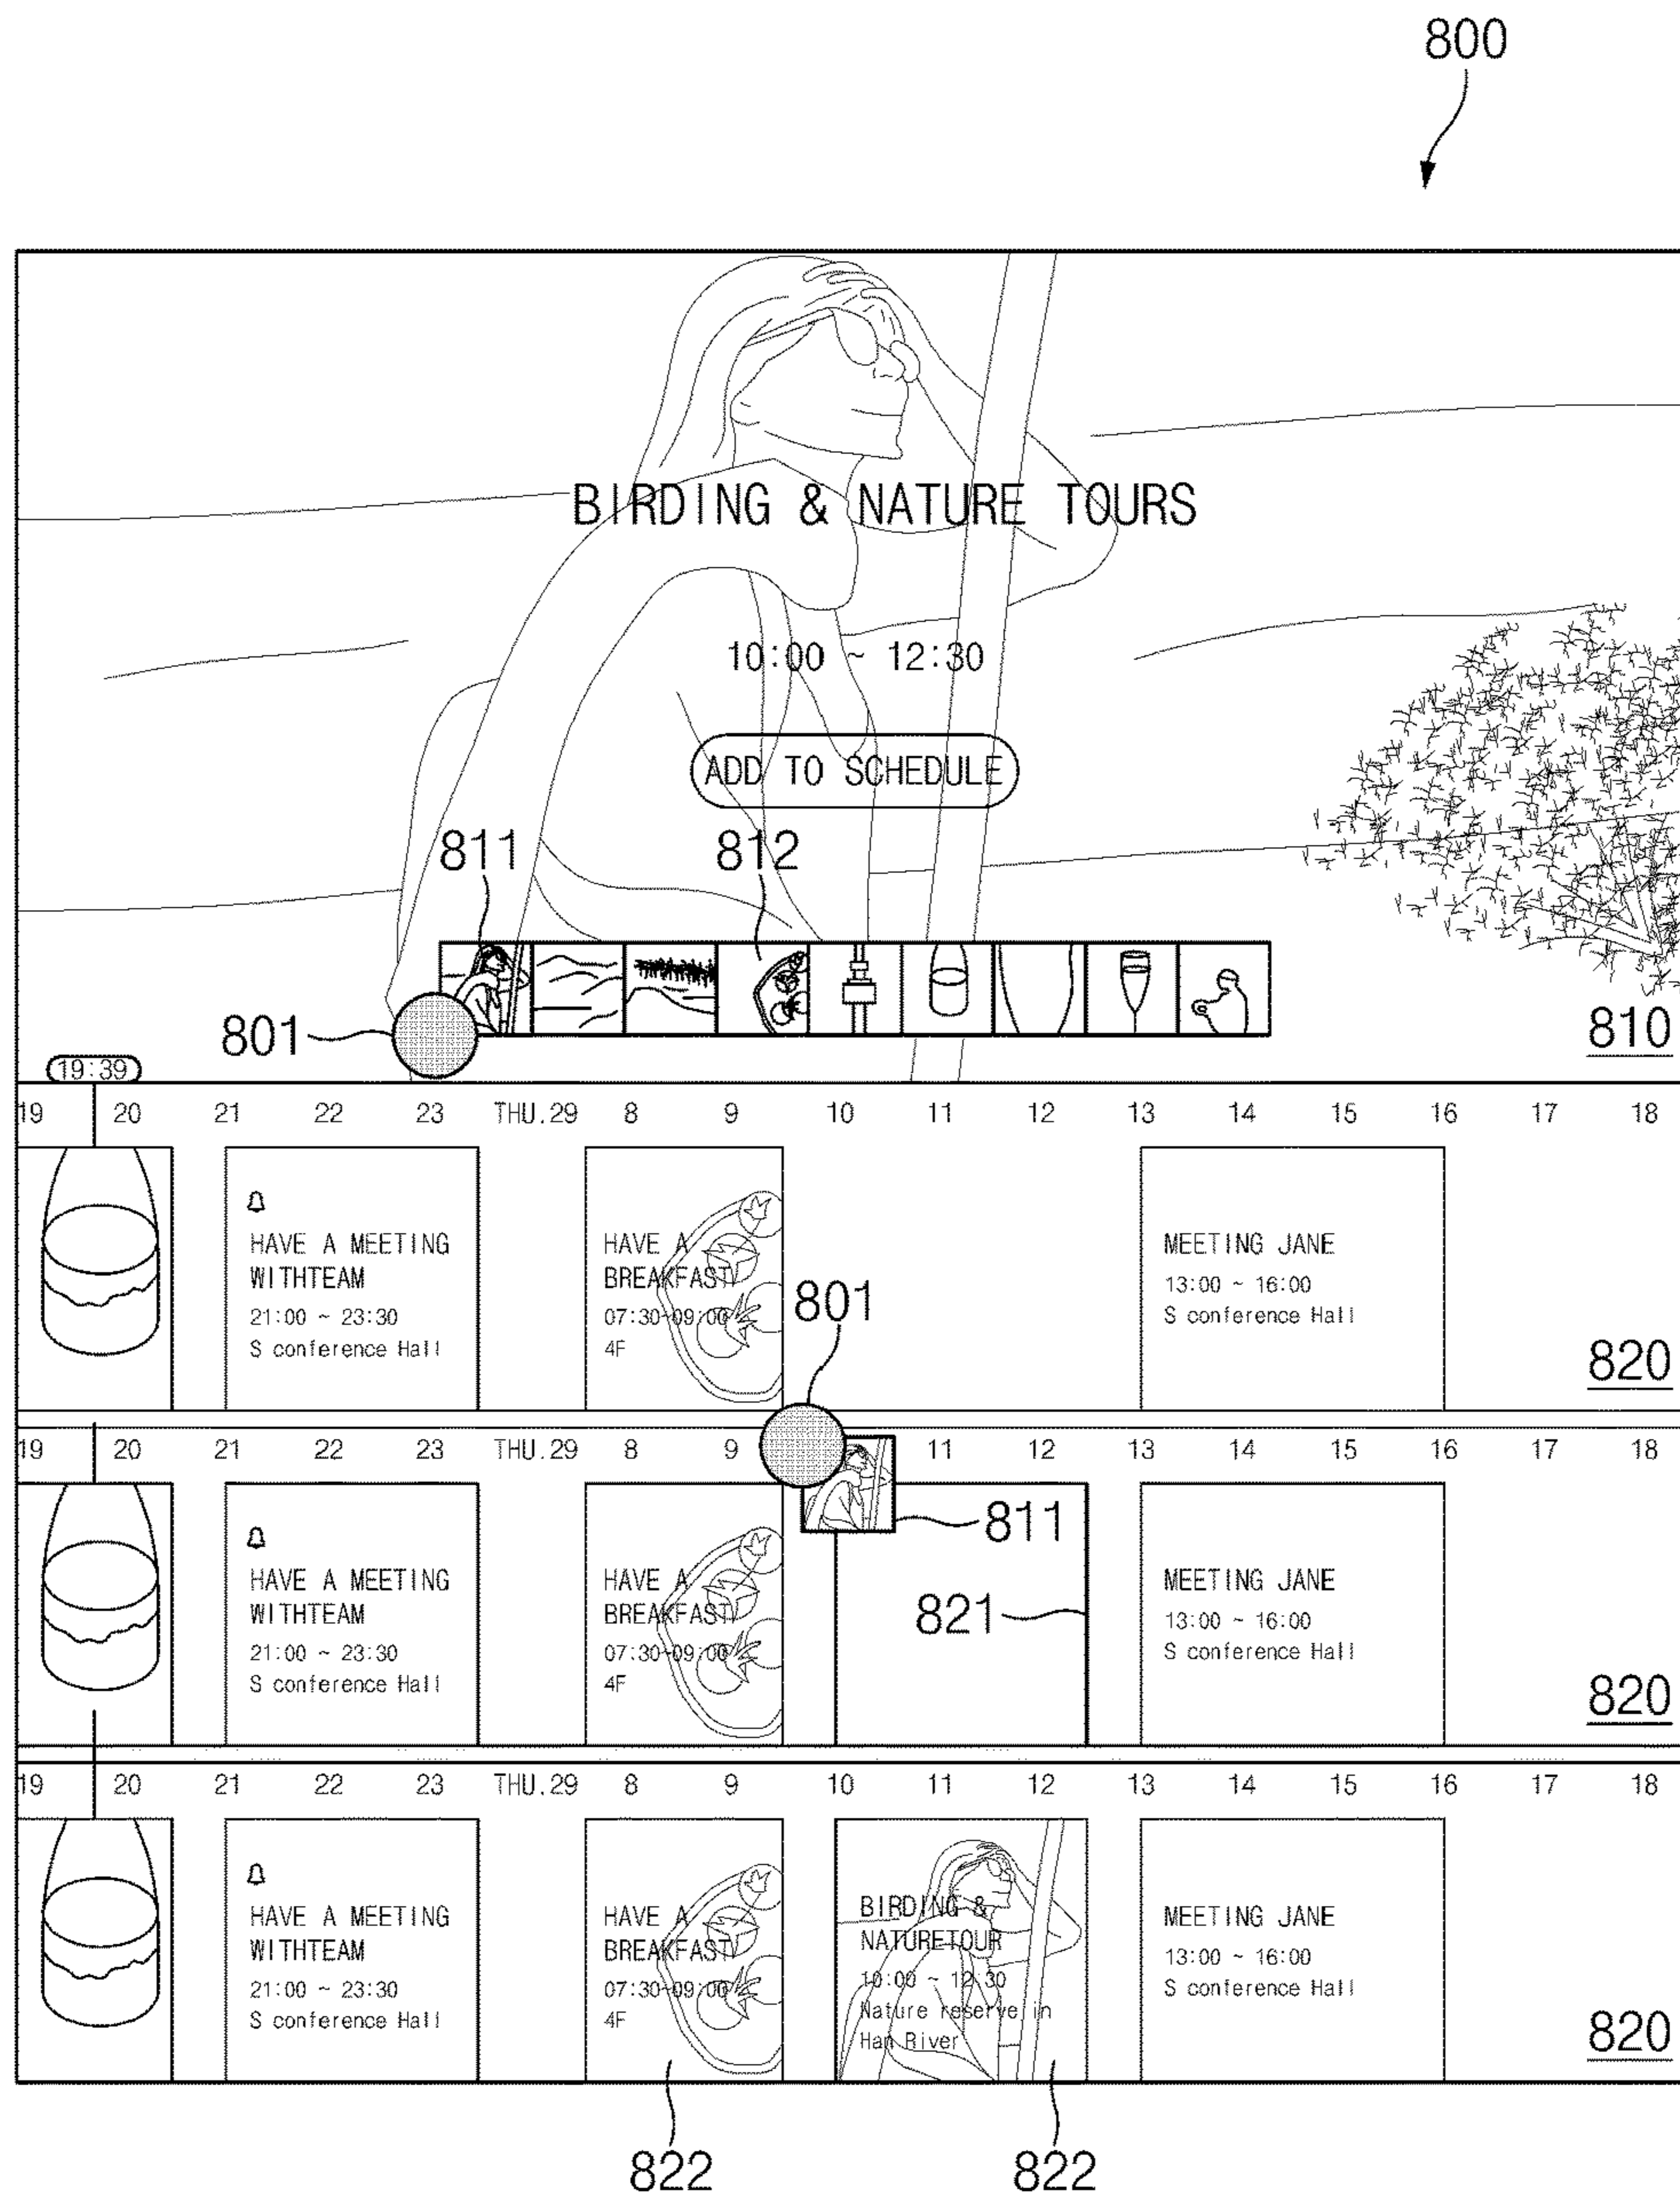 800
BIRDING & NATURE TOURS
10:00 ~ 12:30
ADD TO SCHEDULE
811
812
801
810
19:39
19 20 21 22 23 THU.29 8 9 10 11 12 13 14 15 16 17 18
HAVE A MEETING
WITHTEAM
21:00 ~ 23:30
S conference Hall
HAVE A
BREAKFAST
07:30~09:00
4F
MEETING JANE
13:00 ~ 16:00
S conference Hall
801
820
19 20 21 22 23 THU.29 8 9 11 12 13 14 15 16 17 18
811
HAVE A MEETING
WITHTEAM
21:00 ~ 23:30
S conference Hall
HAVE A
BREAKFAST
07:30~09:00
4F
821
MEETING JANE
13:00 ~ 16:00
S conference Hall
820
19 20 21 22 23 THU.29 8 9 10 11 12 13 14 15 16 17 18
HAVE A MEETING
WITHTEAM
21:00 ~ 23:30
S conference Hall
HAVE A
BREAKFAST
07:30~09:00
4F
BIRDING &
NATURETOUR
10:00 ~ 12:30
Nature reserve in
Han River
MEETING JANE
13:00 ~ 16:00
S conference Hall
820
822
822